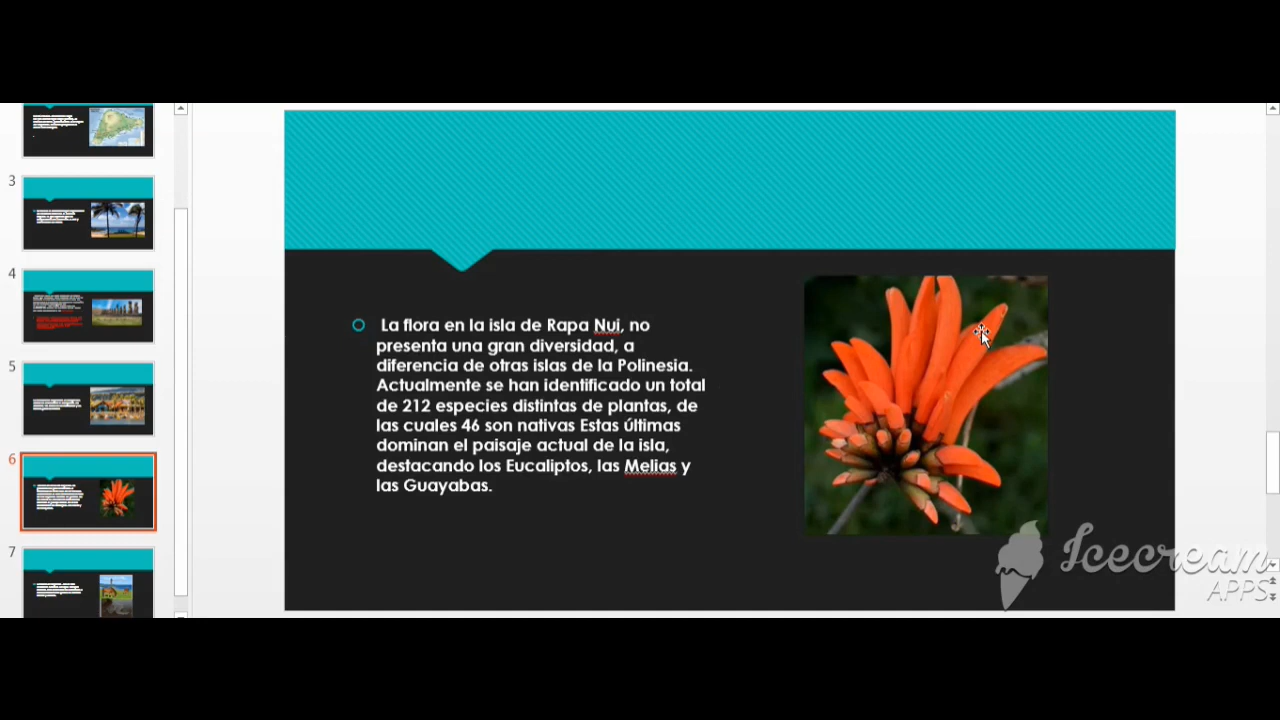 3
4
5
6
7
La flora en la isla de Rapa Nui, no
presenta una gran diversidad, a
diferencia de otras islas de la Polinesia.
Actualmente se han identificado un total
de 212 especies distintas de plantas, de
las cuales 46 son nativas Estas últimas
dominan el paisaje actual de la isla,
destacando los Eucaliptos, las Melias y
las Guayabas.
Icecream
APPS